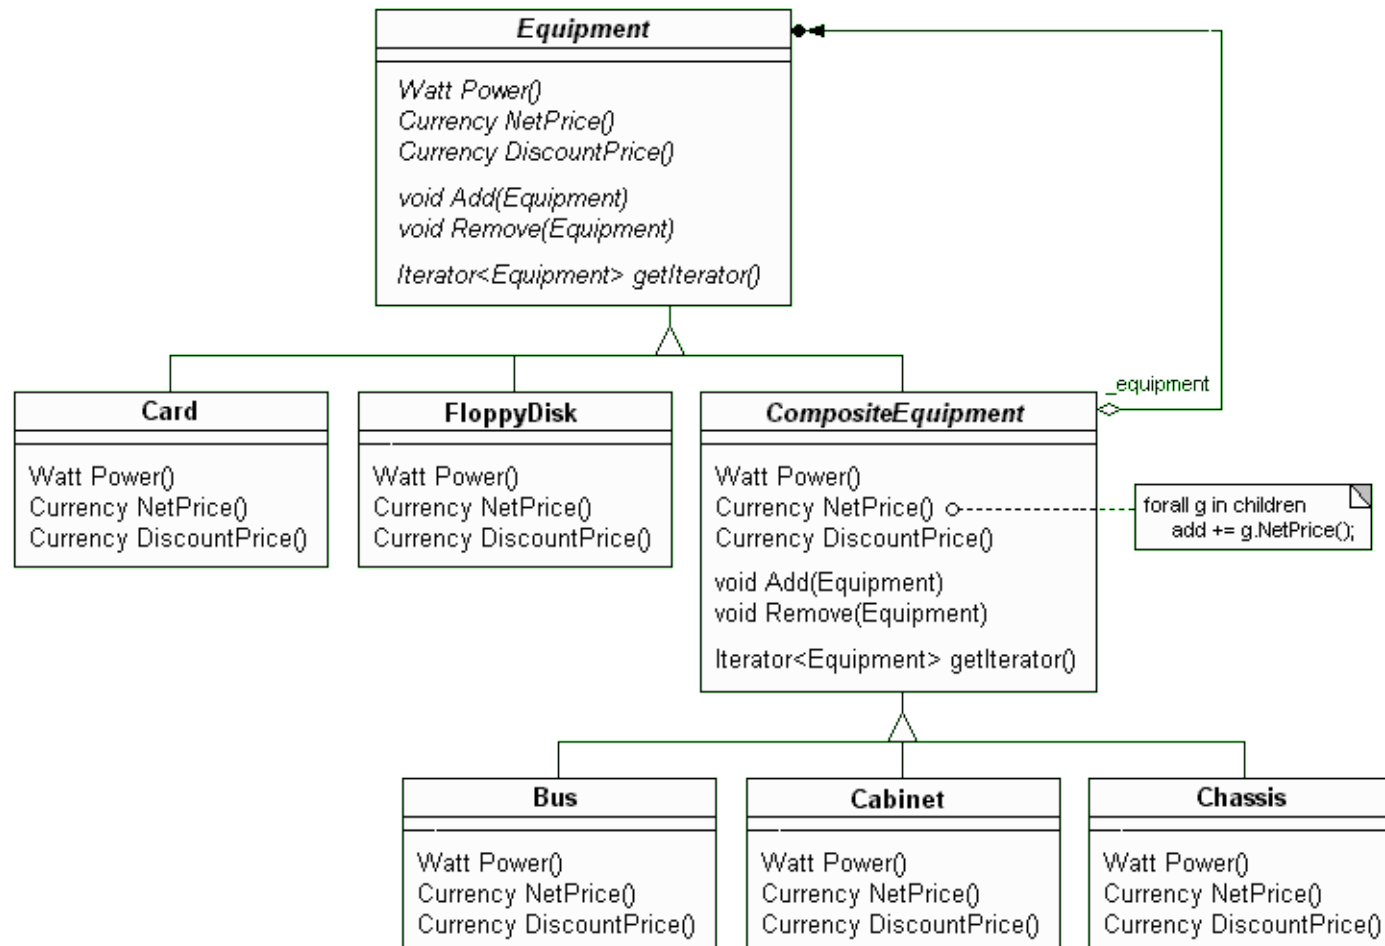 Equipment
Watt Power()
Currency NetPrice()
Currency DiscountPrice()
void Add(Equipment)
void Remove(Equipment)
Iterator<Equipment> getIterator()
_equipment
Card
Watt Power()
Currency NetPrice()
Currency DiscountPrice()
FloppyDisk
Watt Power()
Currency NetPrice()
Currency DiscountPrice()
CompositeEquipment
Watt Power()
Currency NetPrice()
Currency DiscountPrice()
void Add(Equipment)
void Remove(Equipment)
Iterator<Equipment> getIterator()
forall g in children
add += g.NetPrice();
Bus
Watt Power()
Currency NetPrice()
Currency DiscountPrice()
Cabinet
Watt Power()
Currency NetPrice()
Currency DiscountPrice()
Chassis
Watt Power()
Currency NetPrice()
Currency DiscountPrice()